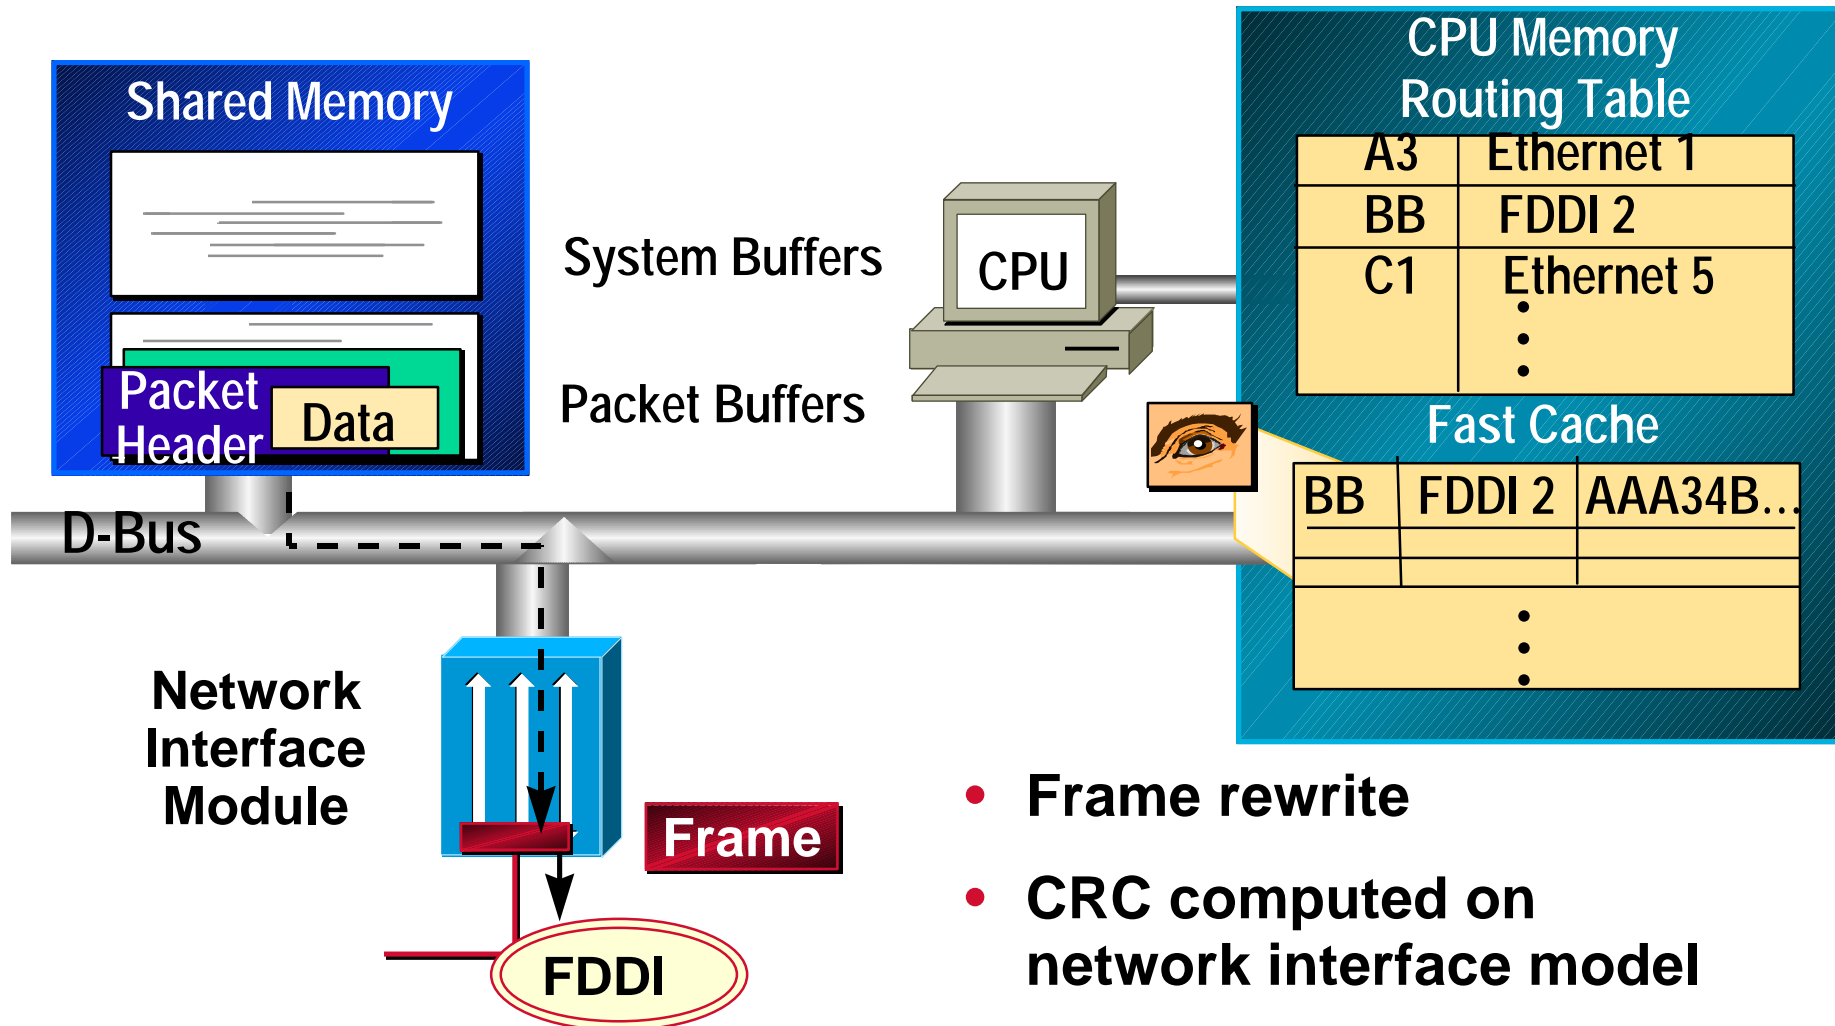 Shared Memory
System Buffers
Packet Buffers
Packet
Header
Data
D-Bus
CPU
CPU Memory
Routing Table
A3 Ethernet 1
BB FDDI 2
C1 Ethernet 5
Fast Cache
BB FDDI 2 AAA34B...
Network
Interface
Module
Frame
FDDI
• Frame rewrite
• CRC computed on
network interface model